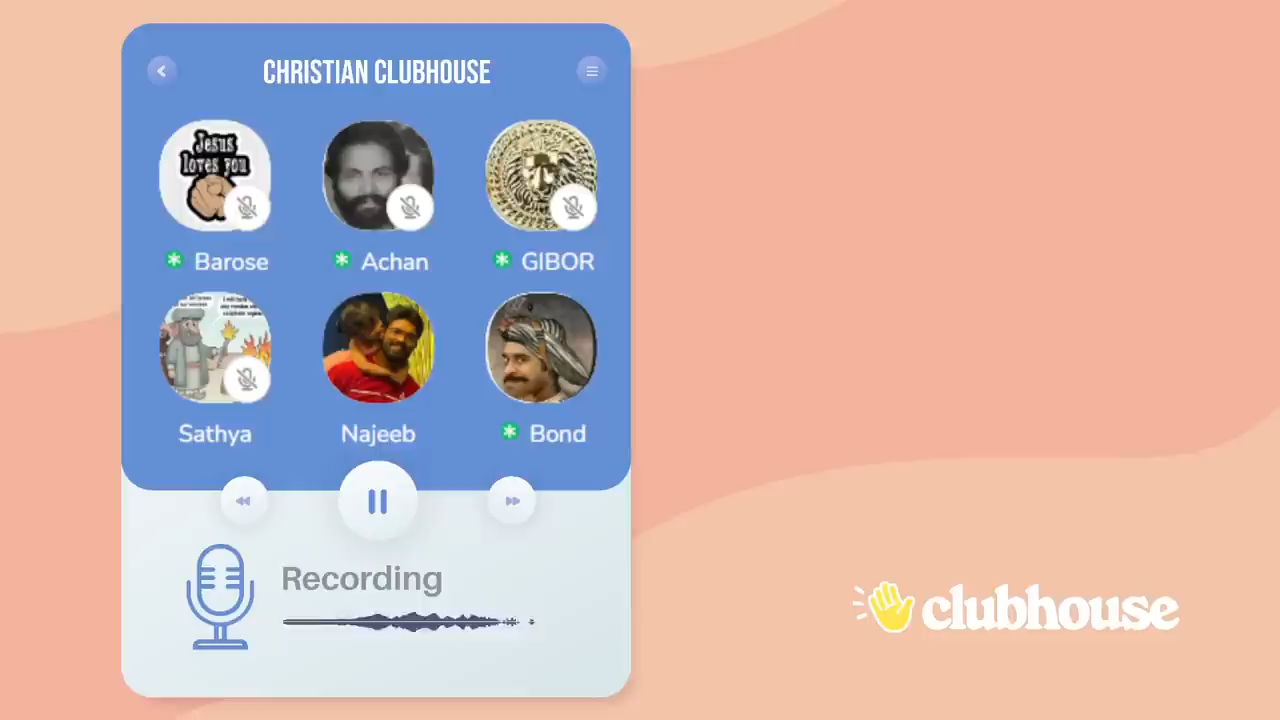 CHRISTIAN CLUBHOUSE
Jesus
loves you
Barose
Achan
GIBOR
Sathya
Najeeb
Bond
Recording
clubhouse